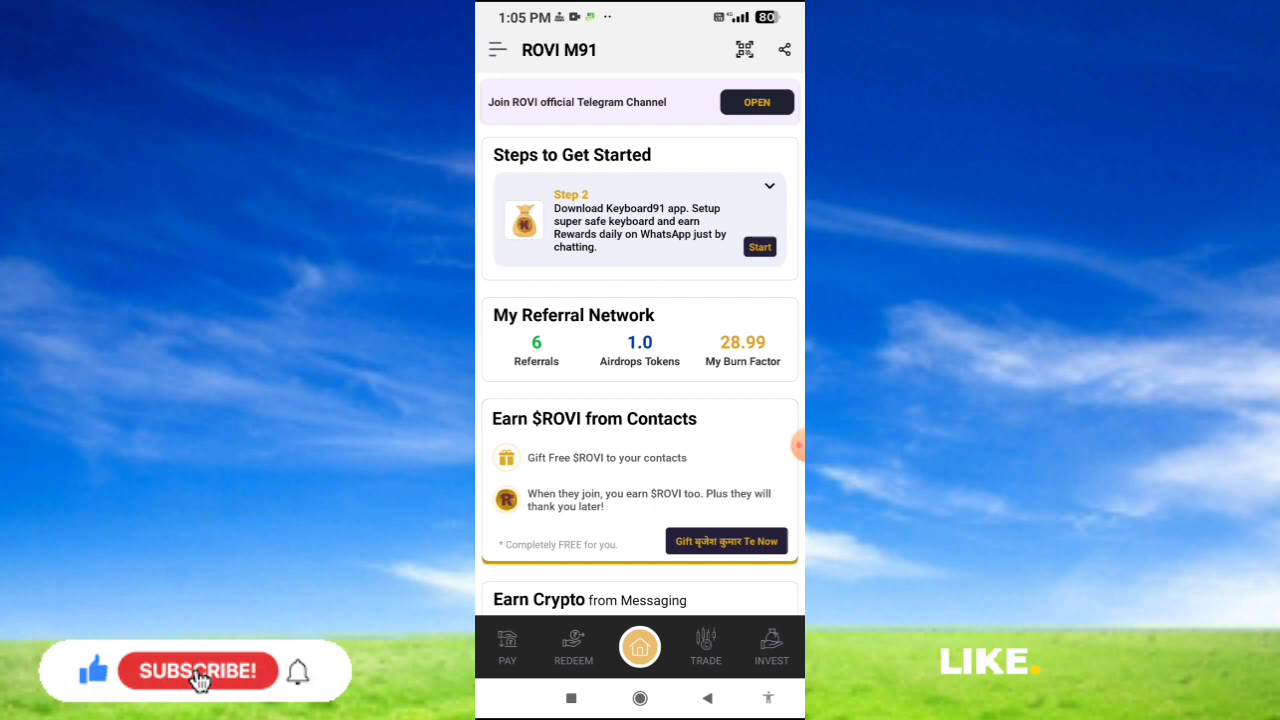 1:05 PM
80
ROVI M91
Join ROVI official Telegram Channel
OPEN
Steps to Get Started
Step 2
Download Keyboard91 app. Setup
super safe keyboard and earn
Rewards daily on WhatsApp just by
chatting.
Start
My Referral Network
6
1.0
28.99
Referrals
Airdrops Tokens
My Burn Factor
Earn $ROVI from Contacts
Gift Free $ROVI to your contacts
When they join, you earn $ROVI too. Plus they will
thank you later!
* Completely FREE for you.
Gift बृजेश कुमार Te Now
Earn Crypto from Messaging
PAY
REDEEM
TRADE
INVEST
SUBSCRIBE!
LIKE.